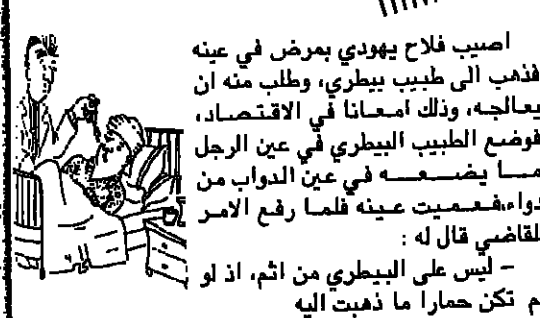 اصيب فلاح يهودي بمرض في عينه
فذهب الى طبيب بيطري، وطلب منه ان
يعالجه، وذلك امعانا في الاقتصاد،
فوضع الطبيب البيطري في عين الرجل
مما يضعه في عين الدواب من
دواء،فعميت عينه فلما رفع الامر
للقاضي قال له :
- ليس على البيطري من اثم، اذ لو
م تكن حمارا ما ذهبت اليه